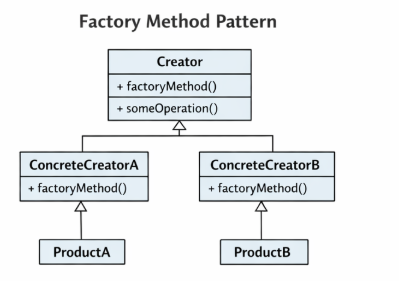 Factory Method Pattern
Creator
+ factoryMethod()
+ someOperation()
ConcreteCreatorA
+ factoryMethod()
ConcreteCreatorB
+ factoryMethod()
ProductA
ProductB